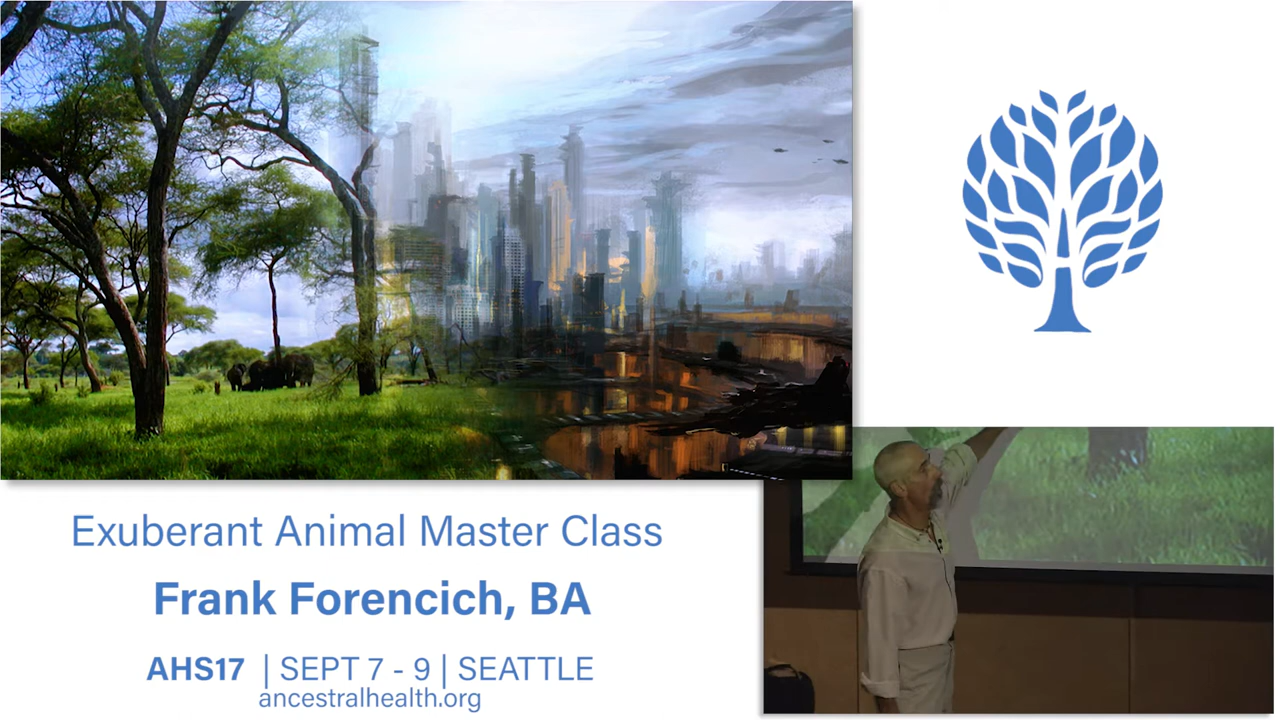 Exuberant Animal Master Class
Frank Forencich, BA
AHS17 | SEPT 7 - 9 | SEATTLE
ancestralhealth.org